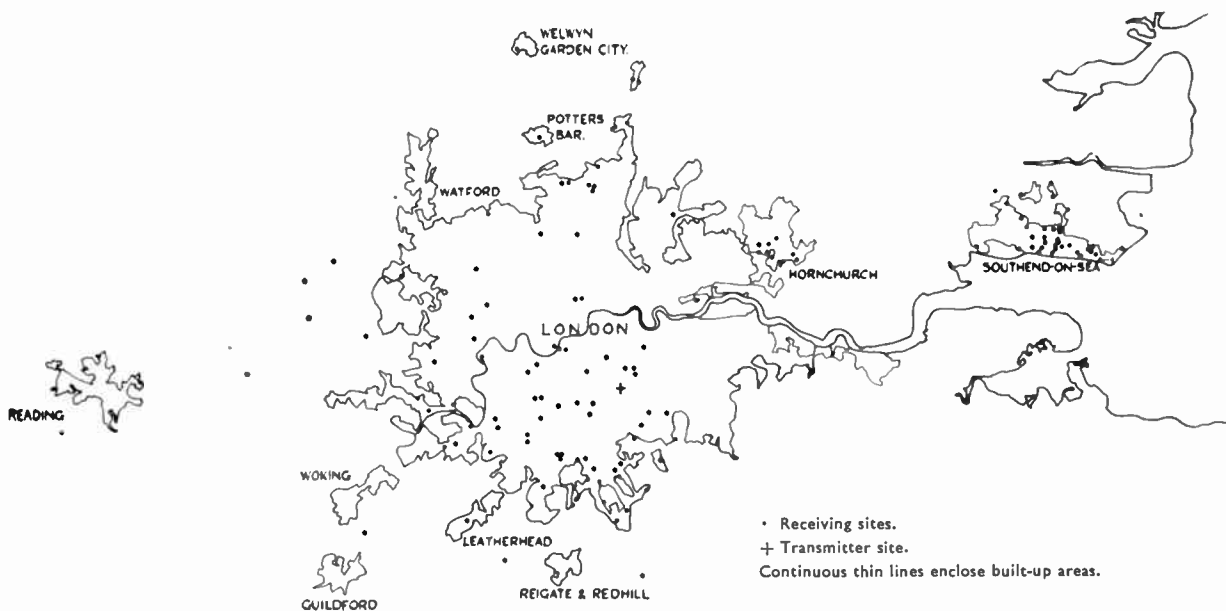 WELWYN
GARDEN CITY.
POTTERS
BAR.
WATFORD
HORNCHURCH
SOUTHEND-ON-SEA
LONDON
READING
WOKING
LEATHERHEAD
GUILDFORD
REIGATE & REDHILL
· Receiving sites.
+ Transmitter site.
Continuous thin lines enclose built-up areas.